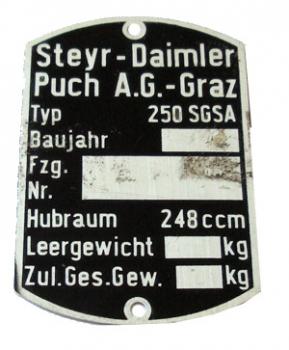 Steyr-Daimler
Puch A.G.-Graz
Typ 250 SGSA
Baujahr
Fzg.
Nr.
Hubraum 248 ccm
Leergewicht kg
Zul.Ges.Gew. kg